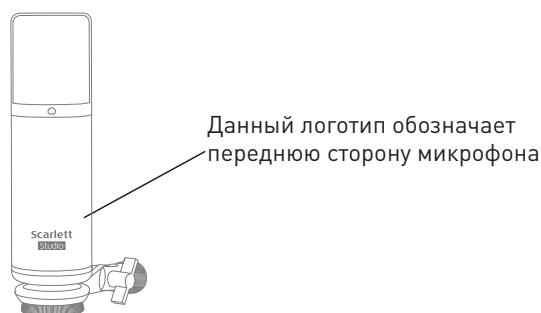 Данный логотип обозначает
переднюю сторону микрофона
Scarlett
Studio